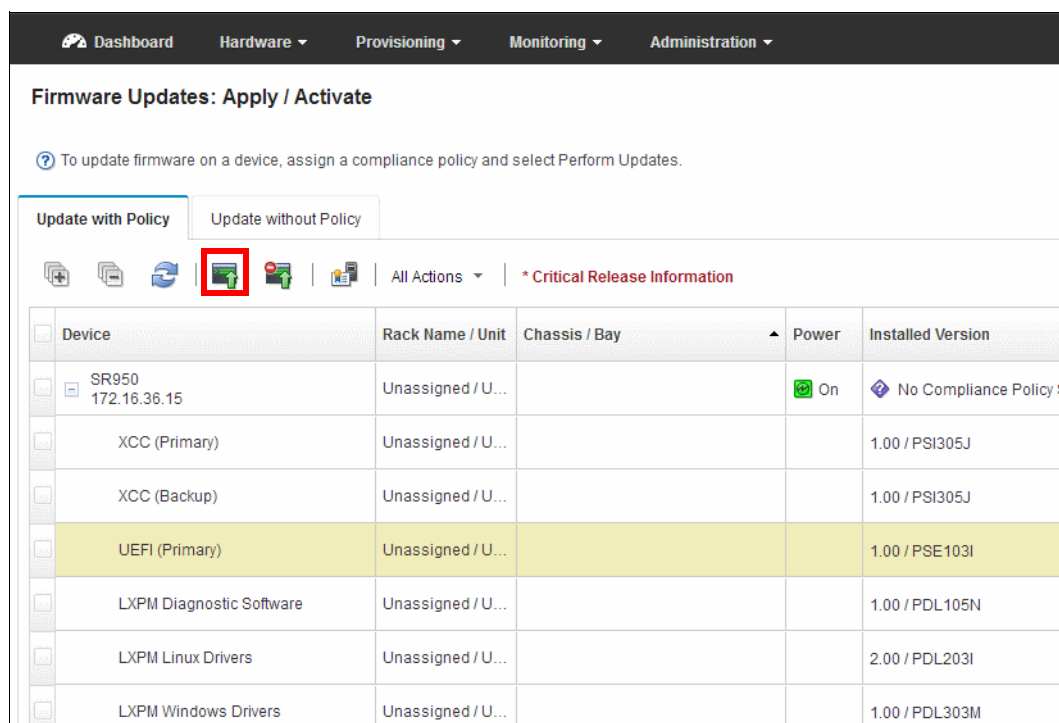 Dashboard Hardware Provisioning Monitoring Administration
Firmware Updates: Apply / Activate
? To update firmware on a device, assign a compliance policy and select Perform Updates.
Update with Policy Update without Policy
All Actions * Critical Release Information
Device Rack Name / Unit Chassis / Bay Power Installed Version
SR950
172.16.36.15 Unassigned / U... On No Compliance Policy
XCC (Primary) Unassigned / U... 1.00 / PSI305J
XCC (Backup) Unassigned / U... 1.00 / PSI305J
UEFI (Primary) Unassigned / U... 1.00 / PSE103I
LXPM Diagnostic Software Unassigned / U... 1.00 / PDL105N
LXPM Linux Drivers Unassigned / U... 2.00 / PDL203I
LXPM Windows Drivers Unassigned / U... 1.00 / PDL303M